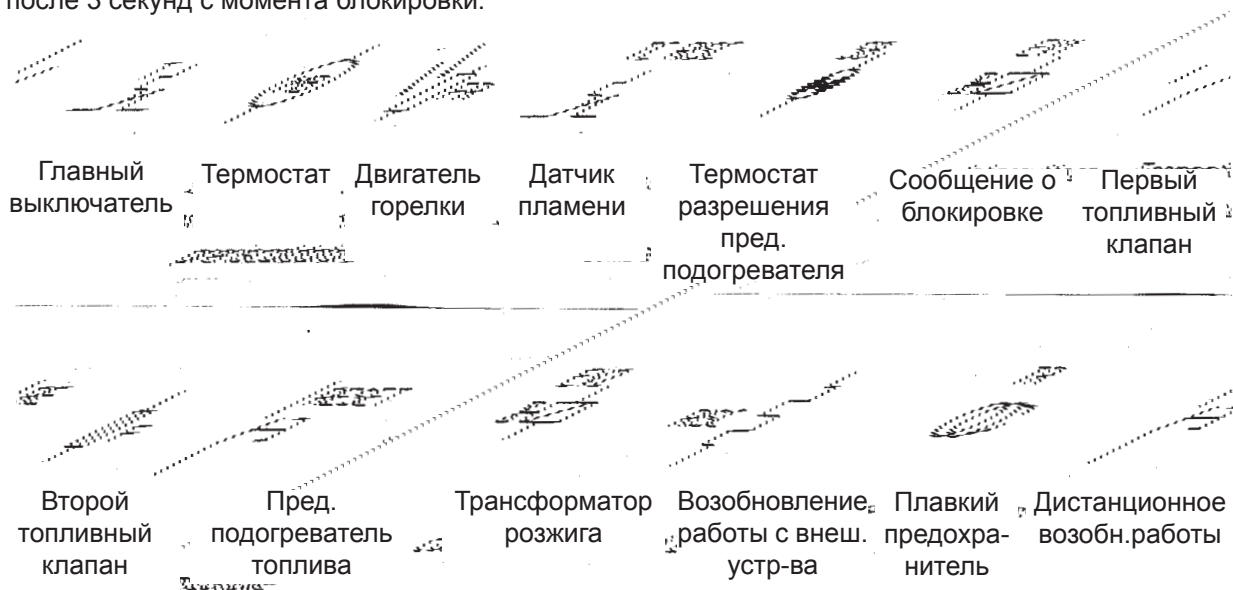 после 3 секунд с момента блокировки.
Главный
выключатель
Термостат
Двигатель
горелки
Датчик
пламени
Термостат
разрешения
пред.
подогревателя
Сообщение о
блокировке
Первый
топливный
клапан
Второй
топливный
клапан
Пред.
подогреватель
топлива
Трансформатор
розжига
Возобновление
работы с внеш.
устр-ва
Плавкий
предохра-
нитель
Дистанционное
возобн.работы